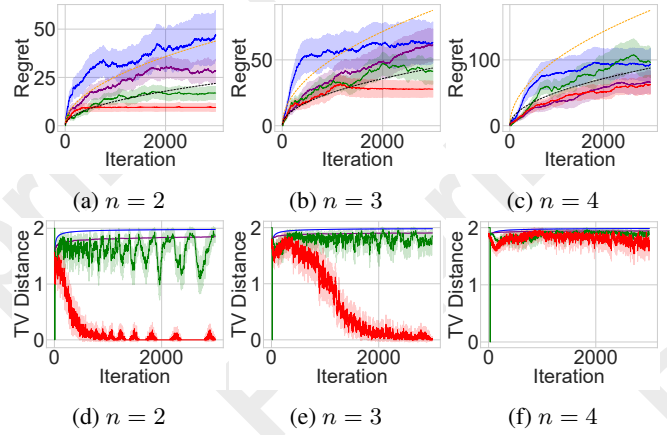 50
25
0
Regret
0
2000
Iteration
(a) n = 2
50
0
Regret
0
2000
Iteration
(b) n = 3
100
0
Regret
0
2000
Iteration
(c) n = 4
2
1
0
TV Distance
0
2000
Iteration
(d) n = 2
2
1
0
TV Distance
0
2000
Iteration
(e) n = 3
2
1
0
TV Distance
0
2000
Iteration
(f) n = 4